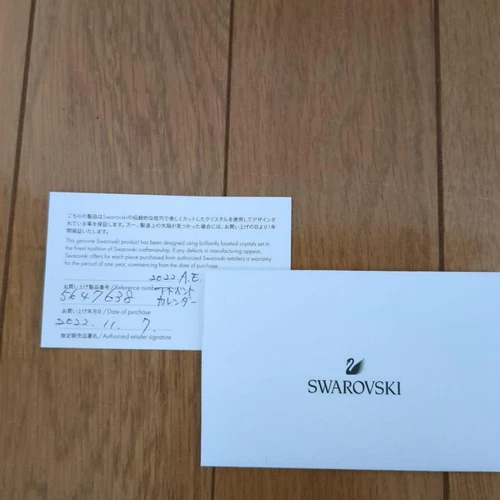 こちらの製品はSwarovskiの伝統的な技巧で美しくカットしたクリスタルを使用してデザインさ
れている事を保証します。万一、製造上の欠陥が見つかった場合には、お買い上げの日より1年
間保証いたします。
This genuine Swarovski product has been designed using brilliantly faceted crystals set in
the finest tradition of Swarovski craftsmanship. If any defects in manufacturing appear,
Swarovski offers for each piece purchased from authorized Swarovski retailers a warranty
for the period of one year, commencing from the date of purchase.
2022 A.E.
お買い上げ製品番号 / Reference number アドベント
5647638 カレンダー
お買い上げ年月日 / Date of purchase
2022. 11. 7.
指定販売店署名 / Authorised retailer signature
SWAROVSKI